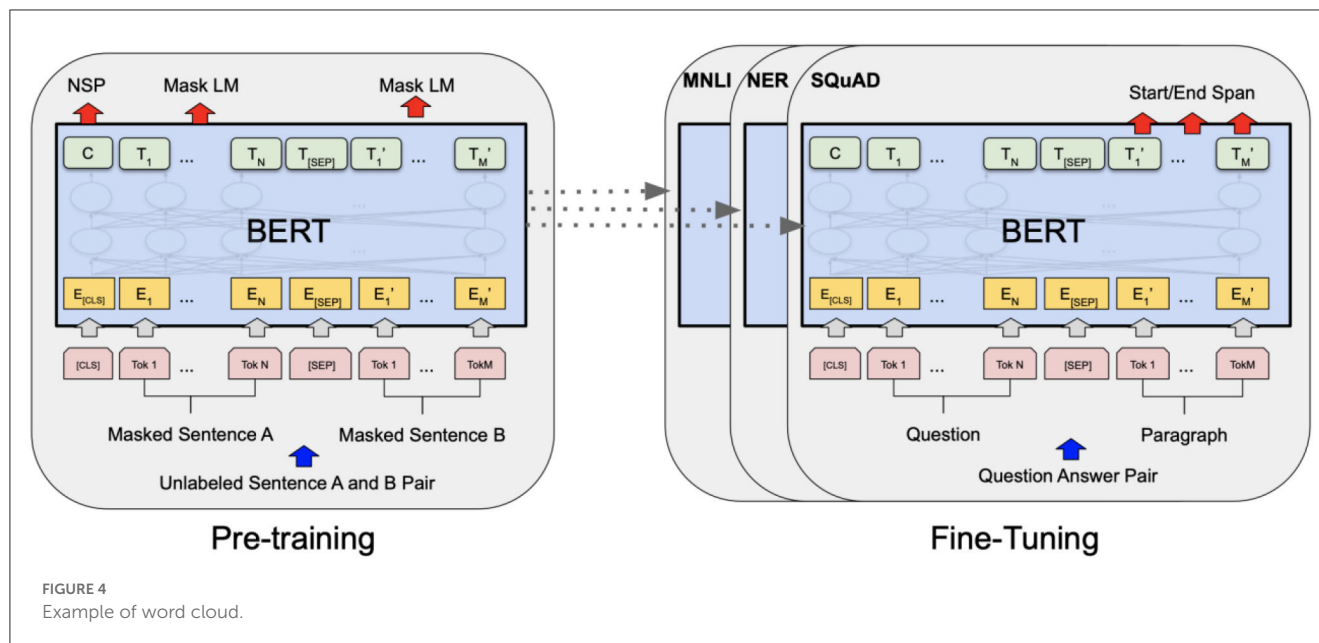 NSP Mask LM Mask LM
C T1 ... TN T[SEP] T1' ... TM'
BERT
E[CLS] E1 ... EN E[SEP] E1' ... EM'
[CLS] Tok 1 ... Tok N [SEP] Tok 1 ... TokM
Masked Sentence A Masked Sentence B
Unlabeled Sentence A and B Pair
Pre-training
MNLI NER SQuAD
Start/End Span
C T1 ... TN T[SEP] T1' ... TM'
BERT
E[CLS] E1 ... EN E[SEP] E1' ... EM'
[CLS] Tok 1 ... Tok N [SEP] Tok 1 ... TokM
Question Paragraph
Question Answer Pair
Fine-Tuning
FIGURE 4
Example of word cloud.